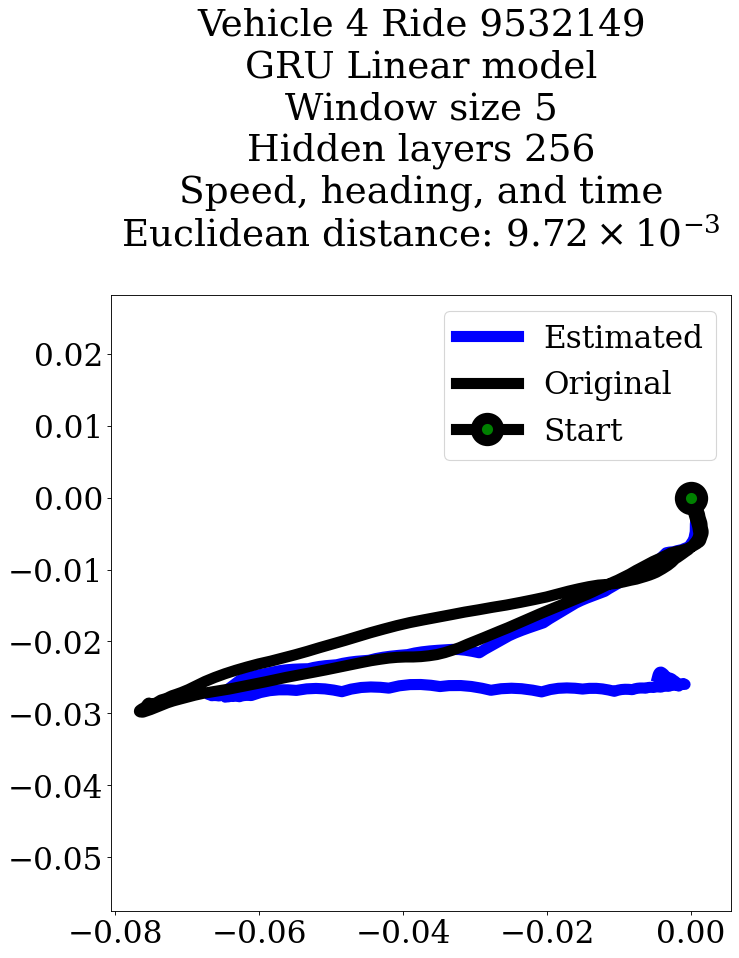 Vehicle 4 Ride 9532149
GRU Linear model
Window size 5
Hidden layers 256
Speed, heading, and time
Euclidean distance: 9.72 × 10⁻³
Estimated
Original
Start
0.02
0.01
0.00
−0.01
−0.02
−0.03
−0.04
−0.05
−0.08 −0.06 −0.04 −0.02 0.00